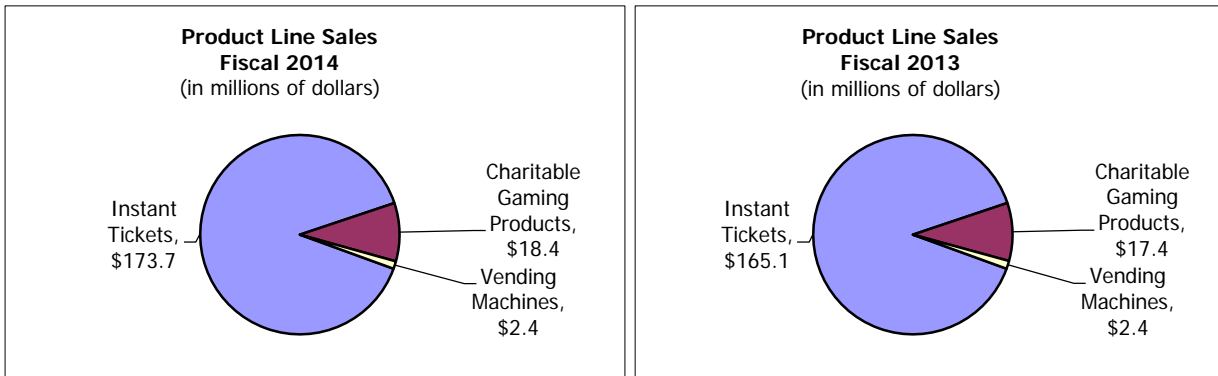 Product Line Sales
Fiscal 2014
(in millions of dollars)
Instant
Tickets,
$173.7
Charitable
Gaming
Products,
$18.4
Vending
Machines,
$2.4
Product Line Sales
Fiscal 2013
(in millions of dollars)
Instant
Tickets,
$165.1
Charitable
Gaming
Products,
$17.4
Vending
Machines,
$2.4